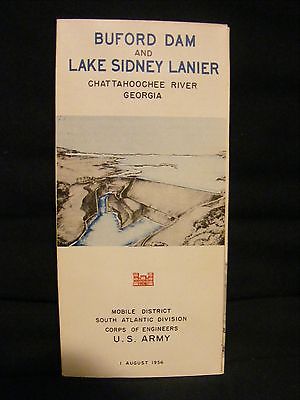 BUFORD DAM
AND
LAKE SIDNEY LANIER
CHATTAHOOCHEE RIVER
GEORGIA
MOBILE DISTRICT
SOUTH ATLANTIC DIVISION
CORPS OF ENGINEERS
U.S. ARMY
1 AUGUST 1956